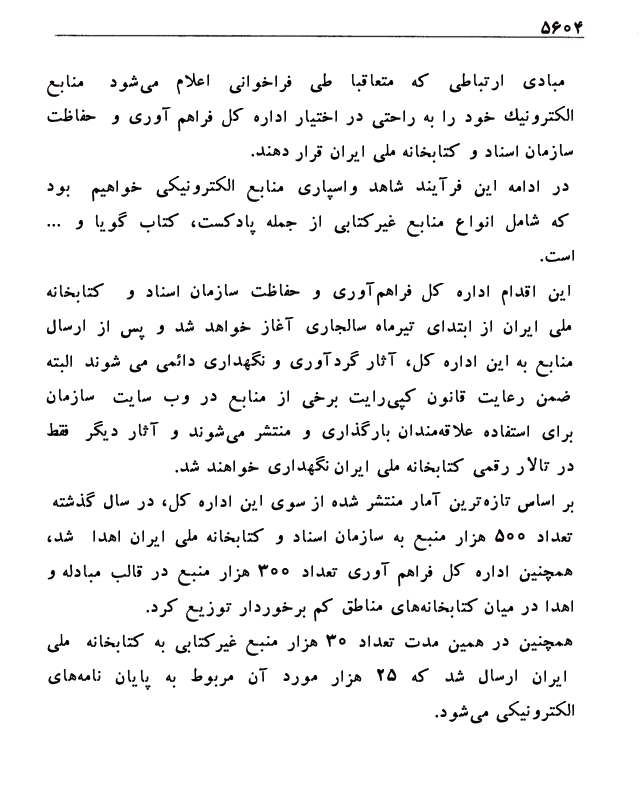 ۵۶۰۴
مبادی ارتباطی که متعاقبا طی فراخوانی اعلام می‌شود منابع
الکترونیك خود را به راحتی در اختیار اداره کل فراهم آوری و حفاظت
سازمان اسناد و کتابخانه ملی ایران قرار دهند.
در ادامه این فرآیند شاهد واسپاری منابع الکترونیکی خواهیم بود
که شامل انواع منابع غیرکتابی از جمله پادکست، کتاب گویا و ...
است.
این اقدام اداره کل فراهم‌آوری و حفاظت سازمان اسناد و کتابخانه
ملی ایران از ابتدای تیرماه سالجاری آغاز خواهد شد و پس از ارسال
منابع به این اداره کل، آثار گردآوری و نگهداری دائمی می شوند البته
ضمن رعایت قانون کپی‌رایت برخی از منابع در وب سایت سازمان
برای استفاده علاقه‌مندان بارگذاری و منتشر می‌شوند و آثار دیگر فقط
در تالار رقمی کتابخانه ملی ایران نگهداری خواهند شد.
بر اساس تازه‌ترین آمار منتشر شده از سوی این اداره کل، در سال گذشته
تعداد ۵۰۰ هزار منبع به سازمان اسناد و کتابخانه ملی ایران اهدا شد،
همچنین اداره کل فراهم آوری تعداد ۳۰۰ هزار منبع در قالب مبادله و
اهدا در میان کتابخانه‌های مناطق کم برخوردار توزیع کرد.
همچنین در همین مدت تعداد ۳۰ هزار منبع غیرکتابی به کتابخانه ملی
ایران ارسال شد که ۲۵ هزار مورد آن مربوط به پایان نامه‌های
الکترونیکی می‌شود.